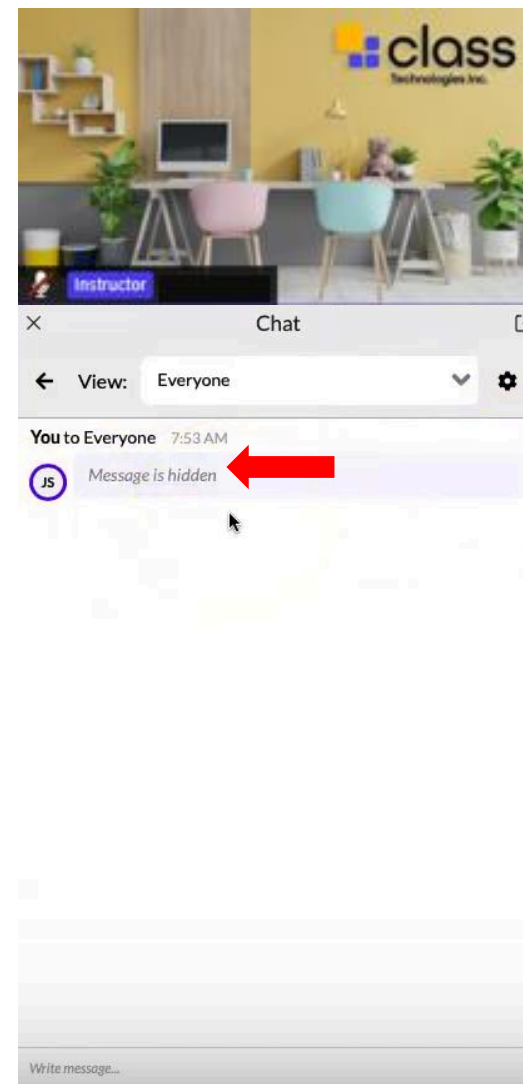 class
Technologies Inc.
Instructor
Chat
View: Everyone
You to Everyone 7:53 AM
JS
Message is hidden
Write message...